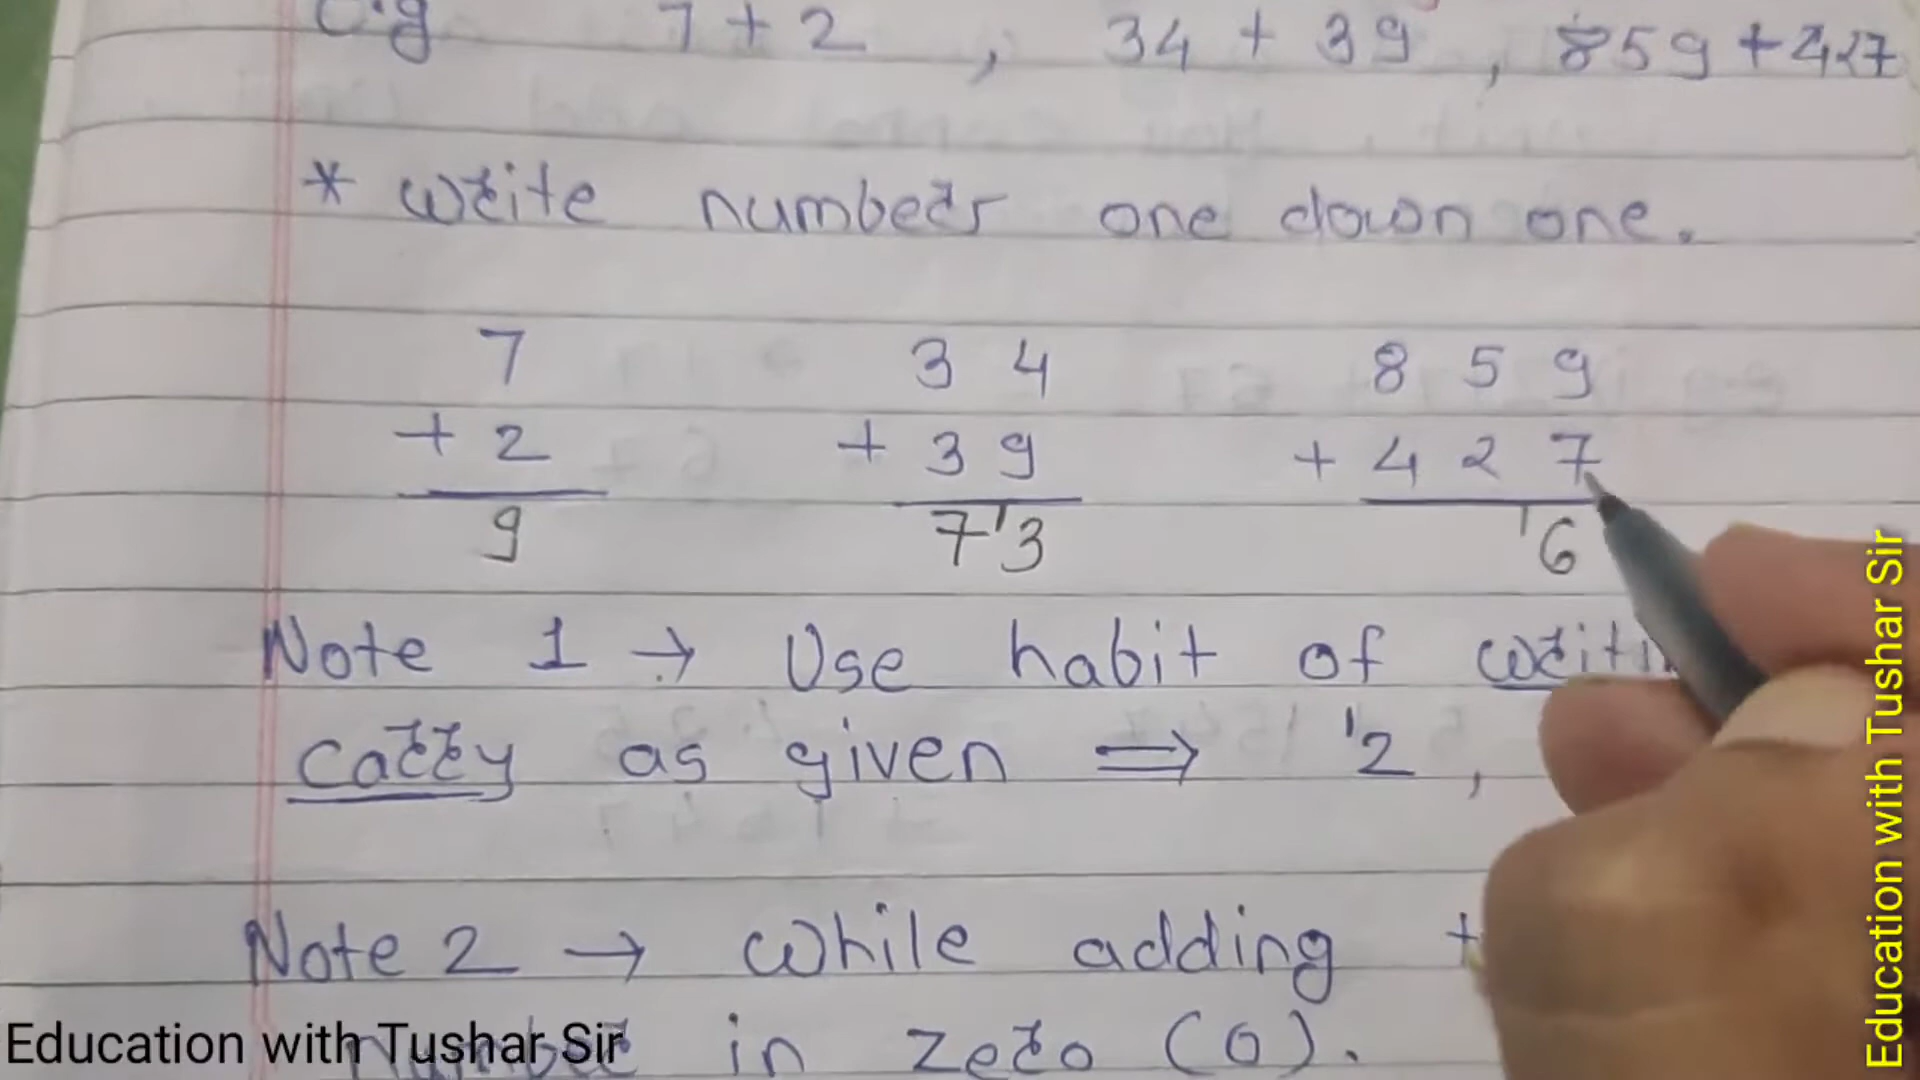 e.g 7 + 2 , 34 + 39 , 859 + 427
* write numbers one down one.
7 34 859
+ 2 + 39 + 427
9 7'3 '6
Note 1 → Use habit of
carry as given ⇒ '2 ,
Note 2 → While adding
Number in zero (0).
Education with Tushar Sir
Education with Tushar Sir